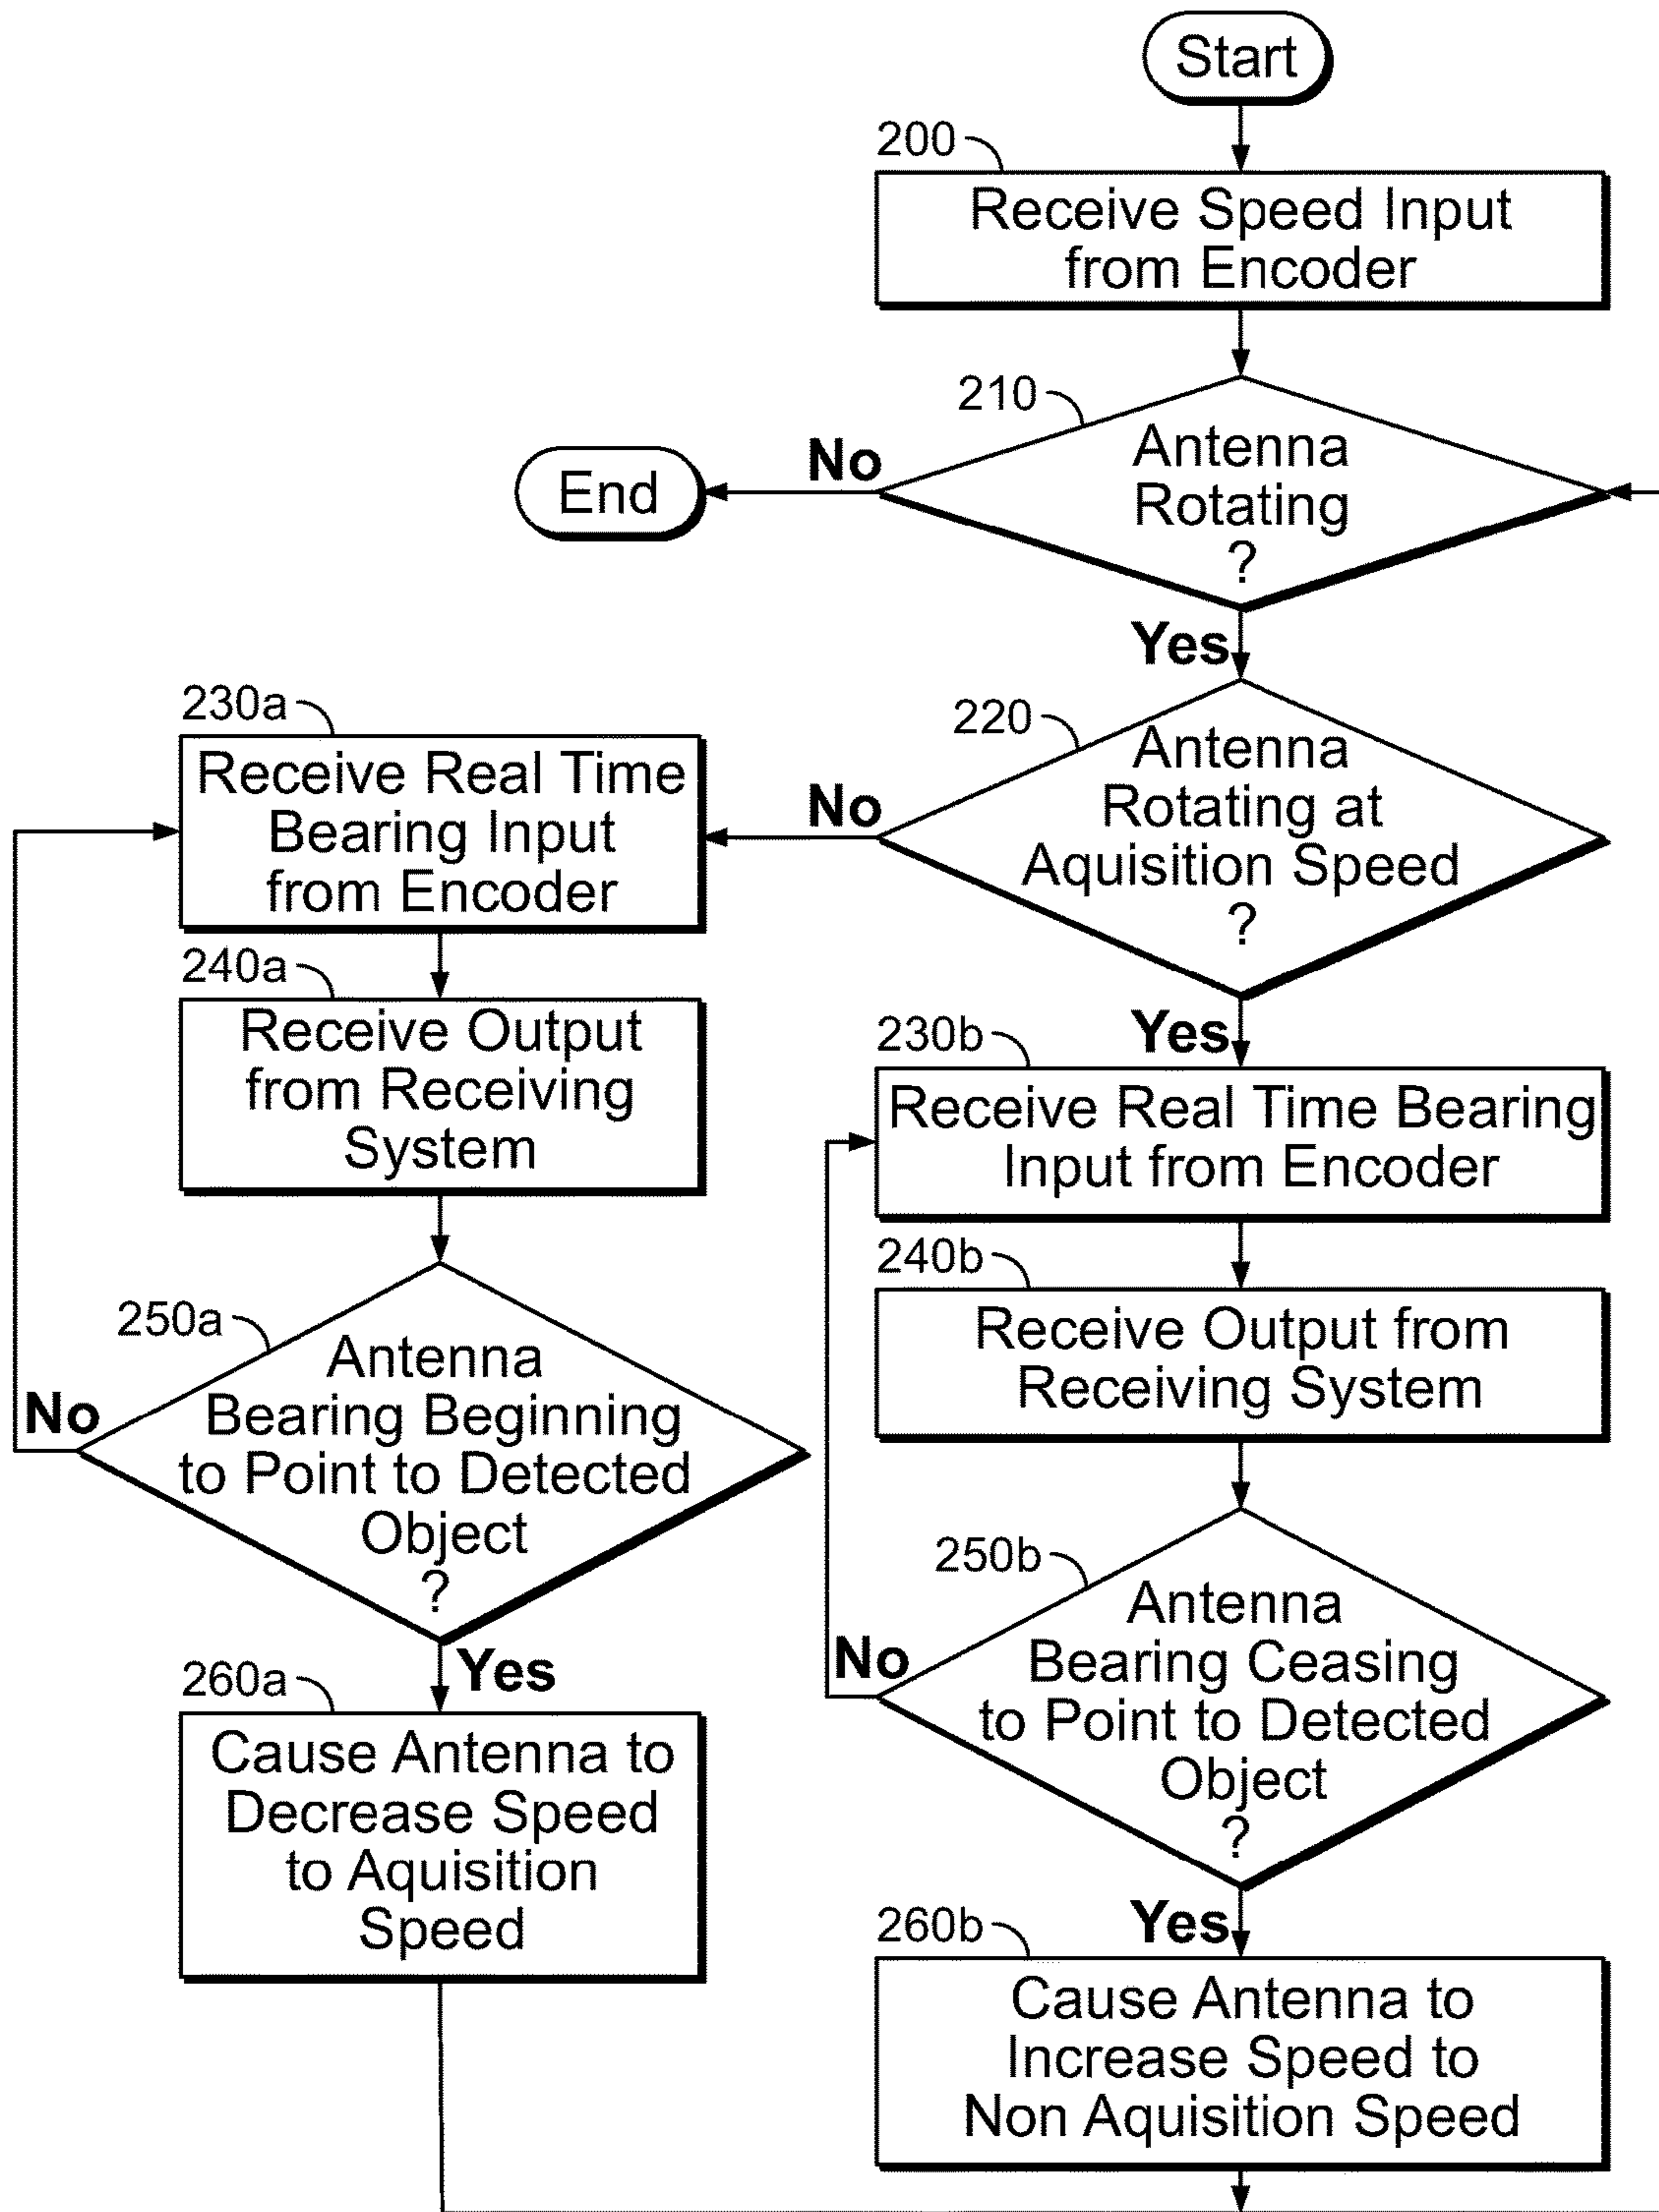 Start
200
Receive Speed Input
from Encoder
210
Antenna
Rotating
?
No
End
Yes
220
Antenna
Rotating at
Aquisition Speed
?
No
Yes
230a
Receive Real Time
Bearing Input
from Encoder
240a
Receive Output
from Receiving
System
250a
Antenna
Bearing Beginning
to Point to Detected
Object
?
No
Yes
260a
Cause Antenna to
Decrease Speed
to Aquisition
Speed
230b
Receive Real Time Bearing
Input from Encoder
240b
Receive Output from
Receiving System
250b
Antenna
Bearing Ceasing
to Point to Detected
Object
?
No
Yes
260b
Cause Antenna to
Increase Speed to
Non Aquisition Speed